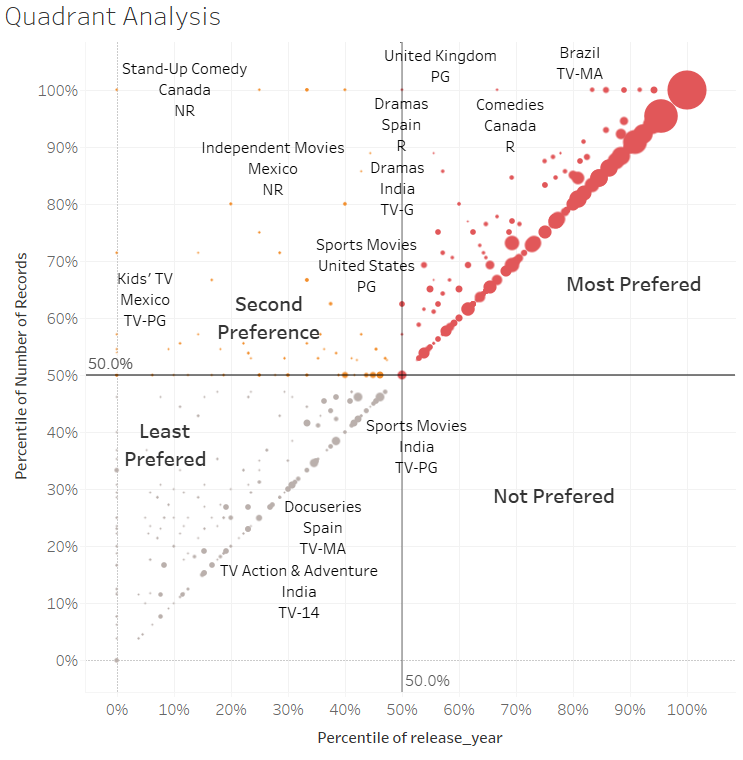 Quadrant Analysis
United Kingdom
PG
Brazil
TV-MA
Stand-Up Comedy
Canada
NR
Dramas
Spain
R
Comedies
Canada
R
Independent Movies
Mexico
NR
Dramas
India
TV-G
Sports Movies
United States
PG
Kids' TV
Mexico
TV-PG
Second
Preference
Most Prefered
50.0%
Least
Prefered
Sports Movies
India
TV-PG
Not Prefered
Docuseries
Spain
TV-MA
TV Action & Adventure
India
TV-14
50.0%
Percentile of Number of Records
100%
90%
80%
70%
60%
50%
40%
30%
20%
10%
0%
0% 10% 20% 30% 40% 50% 60% 70% 80% 90% 100%
Percentile of release_year